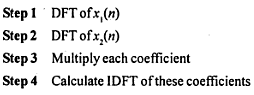 Step 1 DFT of x₁(n)
Step 2 DFT of x₂(n)
Step 3 Multiply each coefficient
Step 4 Calculate IDFT of these coefficients